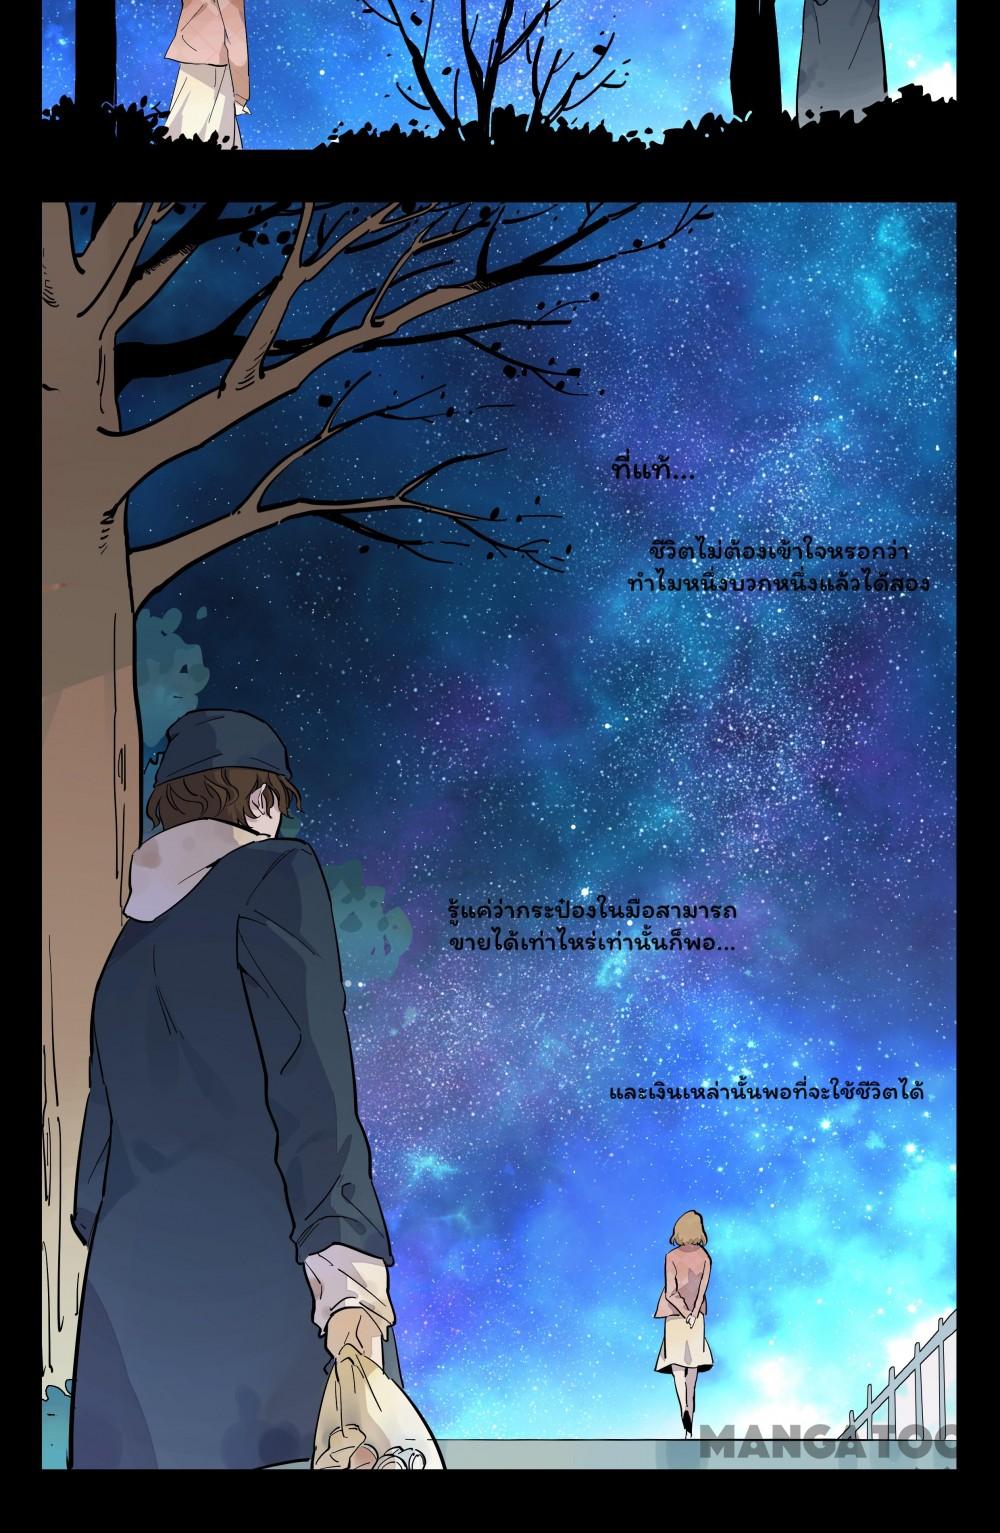 ที่แท้...
ชีวิตไม่ต้องเข้าใจหรอกว่า
ทำไมหนึ่งบวกหนึ่งแล้วได้สอง
รู้แค่ว่ากระป๋องในมือสามารถ
ขายได้เท่าไหร่เท่านั้นก็พอ...
และเงินเหล่านั้นพอที่จะใช้ชีวิตได้
MANGATOO